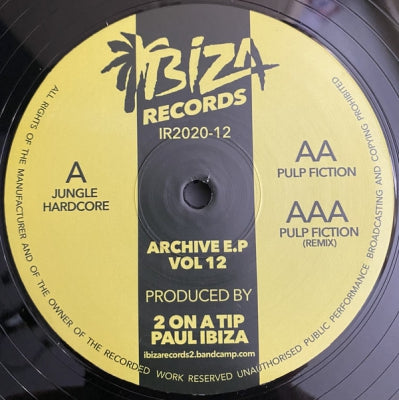 IBIZA
RECORDS
IR2020-12
A
JUNGLE
HARDCORE
AA
PULP FICTION
AAA
PULP FICTION
(REMIX)
ARCHIVE E.P
VOL 12
PRODUCED BY
2 ON A TIP
PAUL IBIZA
ibizarecords2.bandcamp.com
ALL RIGHTS OF THE MANUFACTURER AND OF THE OWNER OF THE RECORDED WORK RESERVED UNAUTHORISED PUBLIC PERFORMANCE BROADCASTING AND COPYING PROHIBITED